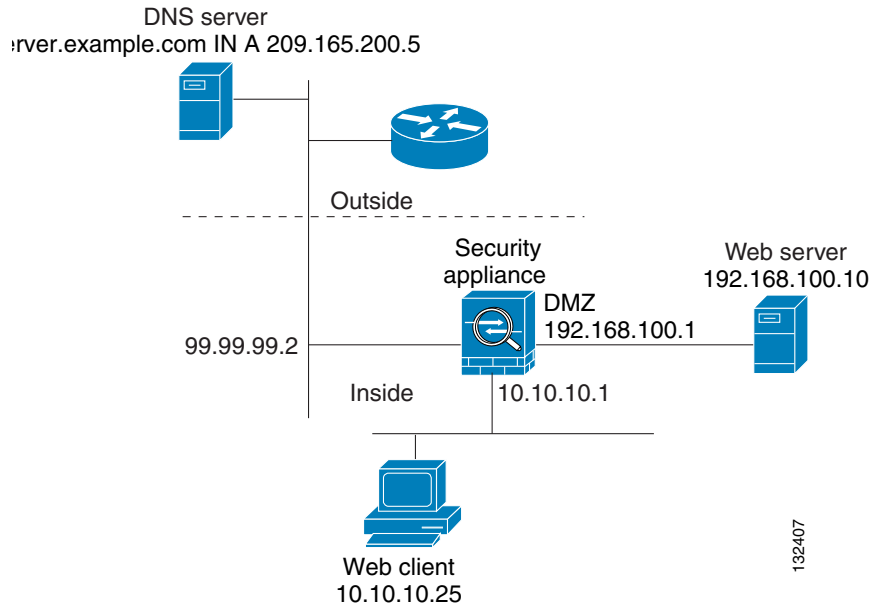 DNS server
erver.example.com IN A 209.165.200.5
Outside
Security
appliance
Web server
192.168.100.10
DMZ
192.168.100.1
99.99.99.2
Inside
10.10.10.1
Web client
10.10.10.25
132407